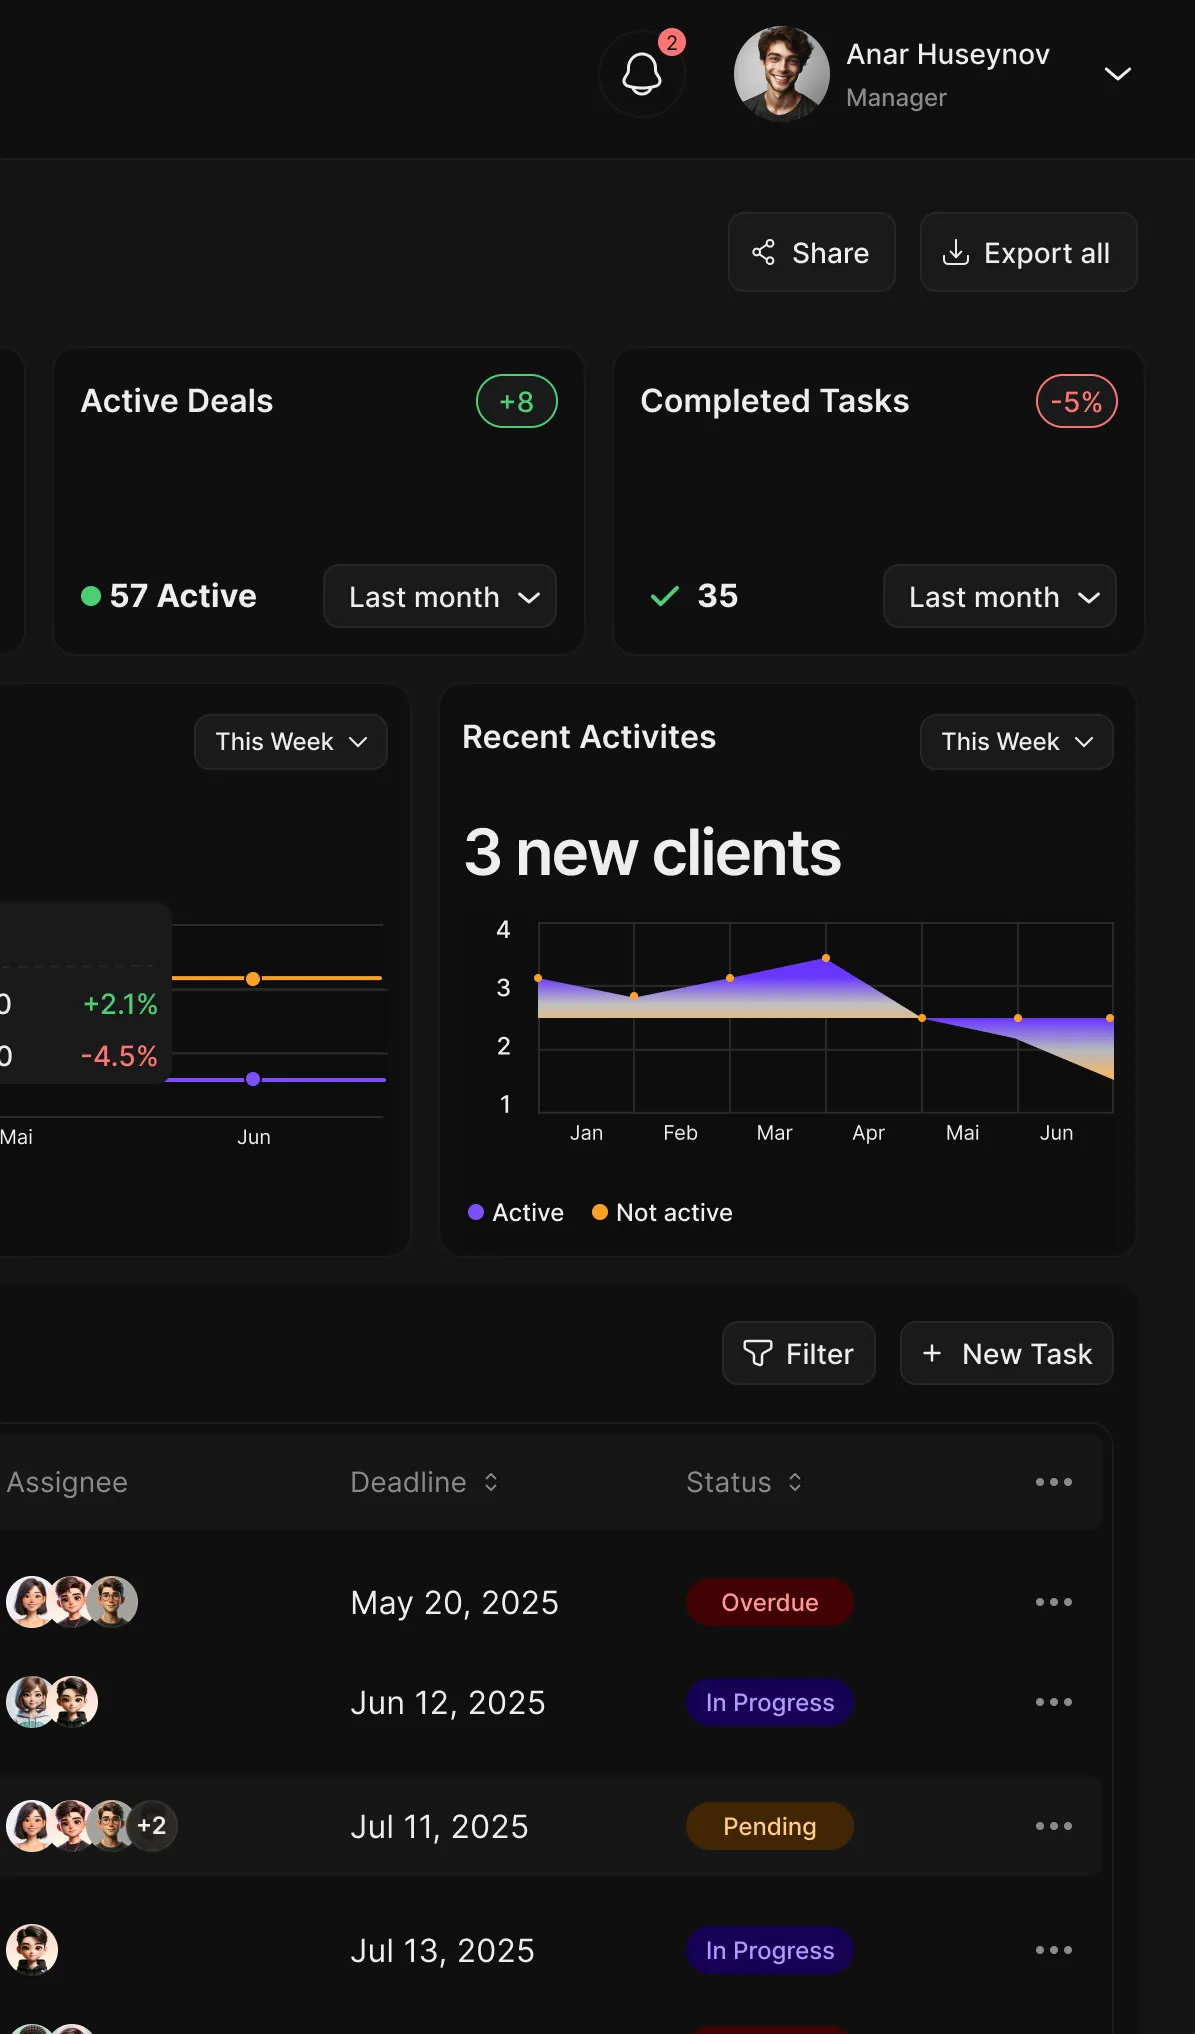 2
Anar Huseynov
Manager
Share
Export all
Active Deals
+8
57 Active
Last month
Completed Tasks
-5%
35
Last month
This Week
0 +2.1%
0 -4.5%
Mai Jun
Recent Activites
This Week
3 new clients
4
3
2
1
Jan Feb Mar Apr Mai Jun
Active Not active
Filter
+ New Task
Assignee Deadline Status
May 20, 2025 Overdue
Jun 12, 2025 In Progress
+2 Jul 11, 2025 Pending
Jul 13, 2025 In Progress